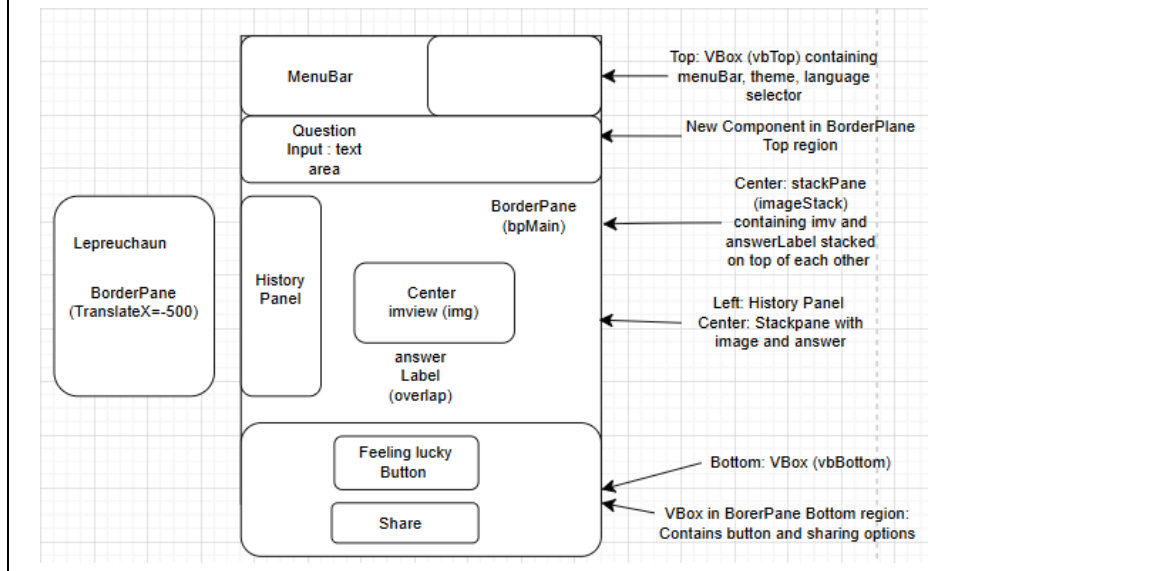 MenuBar
Top: VBox (vbTop) containing
menuBar, theme, language
selector
Question
Input : text
area
New Component in BorderPlane
Top region
Center: stackPane
(imageStack)
containing imv and
answerLabel stacked
on top of each other
BorderPane
(bpMain)
Lepreuchaun
BorderPane
(TranslateX=-500)
History
Panel
Center
imview (img)
Left: History Panel
Center: Stackpane with
image and answer
answer
Label
(overlap)
Feeling lucky
Button
Bottom: VBox (vbBottom)
Share
VBox in BorerPane Bottom region:
Contains button and sharing options